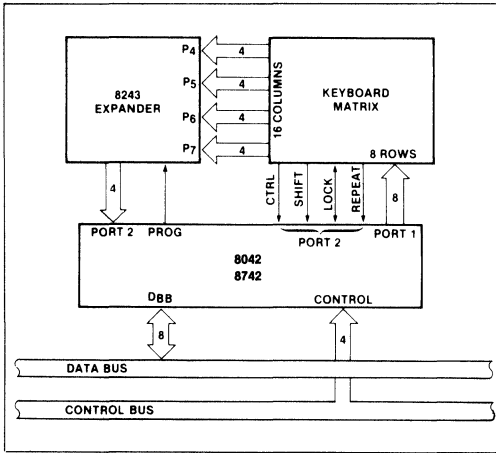 8243
EXPANDER
P4
P5
P6
P7
4
4
4
4
16 COLUMNS
KEYBOARD
MATRIX
8 ROWS
4
CTRL
SHIFT
LOCK
REPEAT
8
PORT 2
PROG
PORT 2
PORT 1
8042
8742
DBB
CONTROL
8
4
DATA BUS
CONTROL BUS